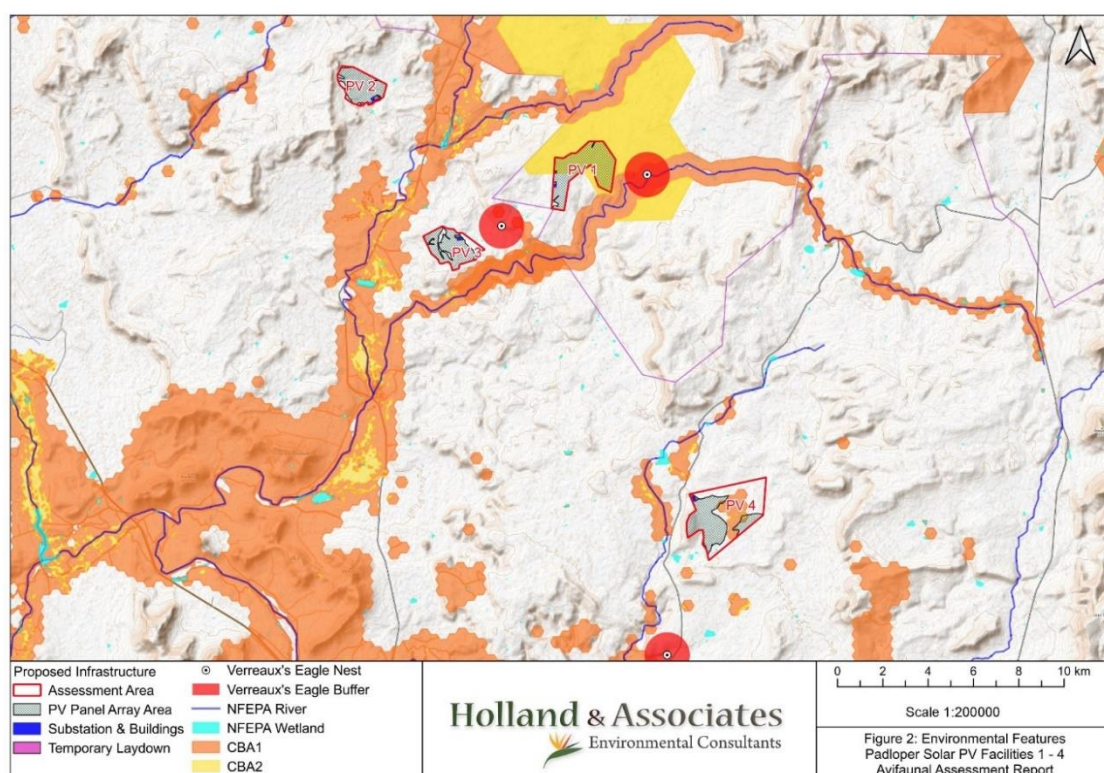 PV 2
PV 1
PV 3
PV 4
Proposed Infrastructure
Assessment Area
PV Panel Array Area
Substation & Buildings
Temporary Laydown
Verreaux's Eagle Nest
Verreaux's Eagle Buffer
NFEPA River
NFEPA Wetland
CBA1
CBA2
Holland & Associates
Environmental Consultants
0 2 4 6 8 10 km
Scale 1:200000
Figure 2: Environmental Features
Padloper Solar PV Facilities 1 - 4
Avifaunal Assessment Report